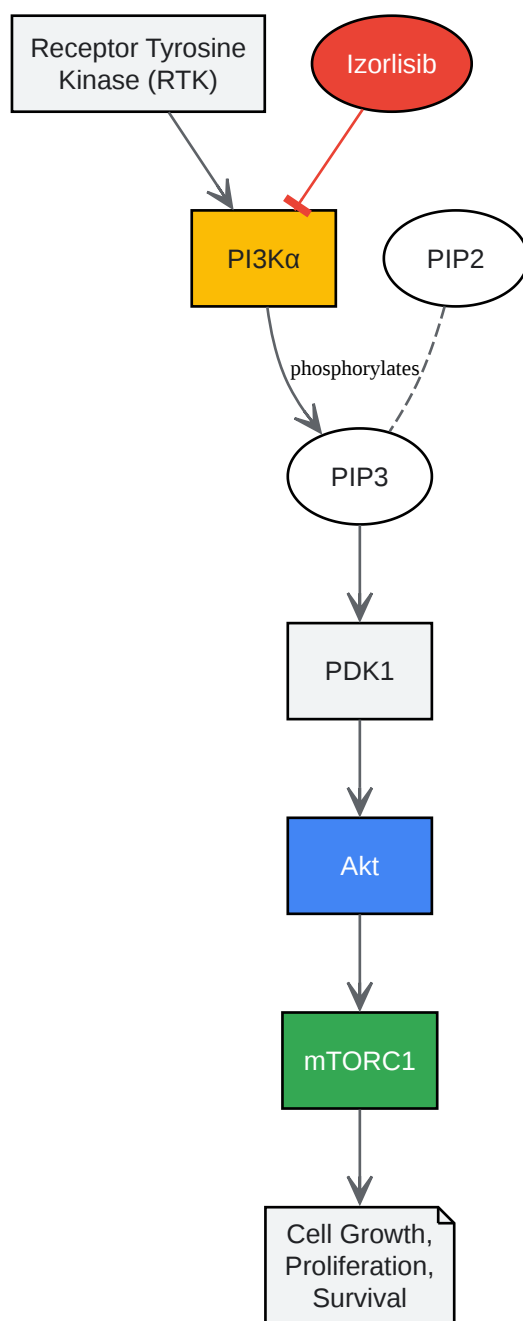 Receptor Tyrosine
Kinase (RTK)
Izorlisib
PI3Kα
PIP2
phosphorylates
PIP3
PDK1
Akt
mTORC1
Cell Growth,
Proliferation,
Survival